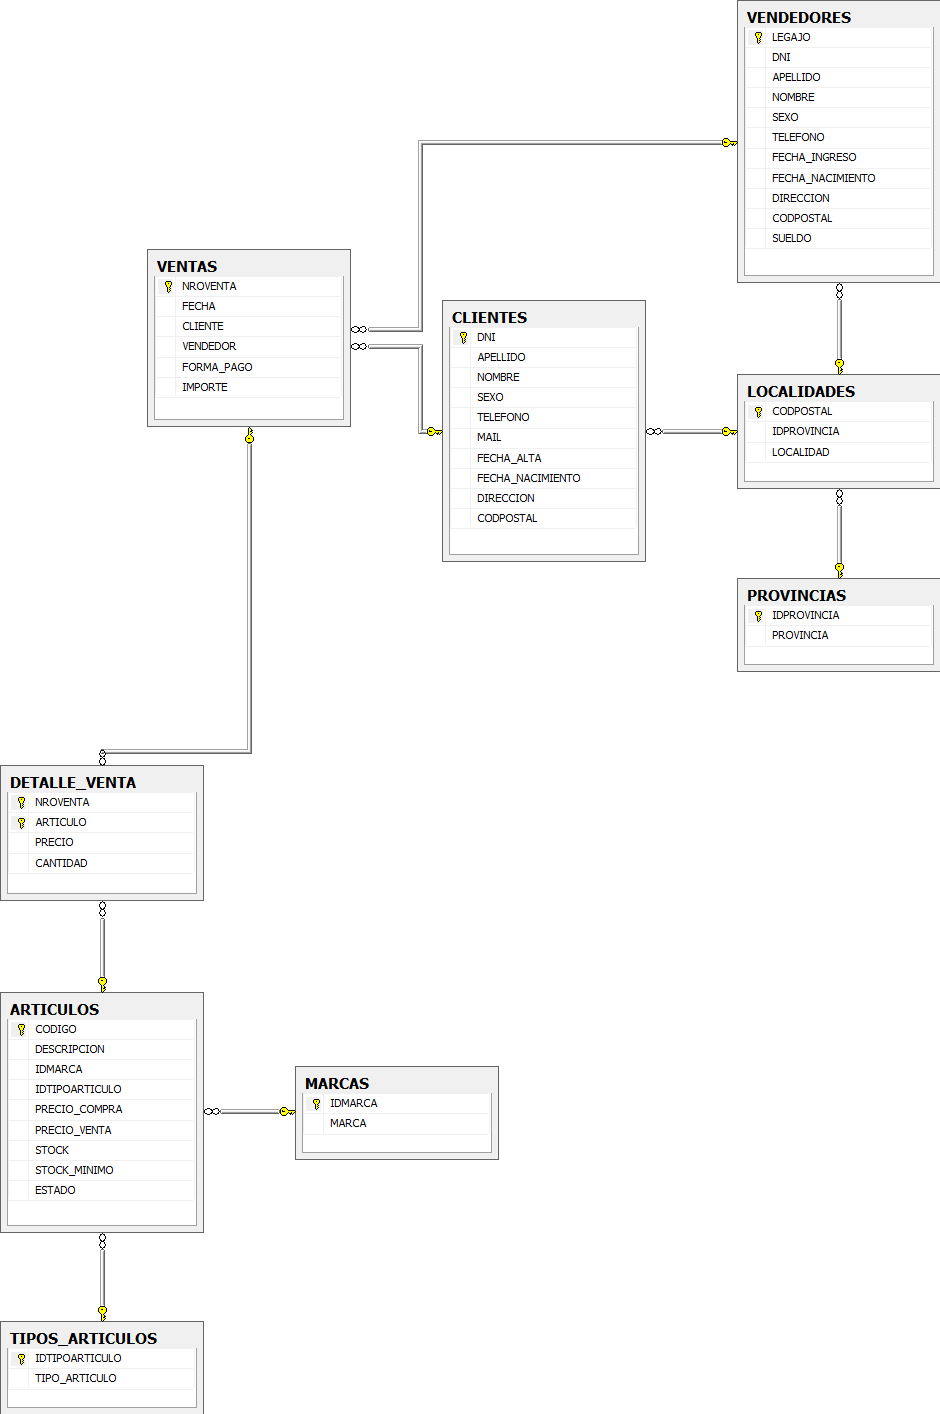 VENDEDORES
LEGAJO
DNI
APELLIDO
NOMBRE
SEXO
TELEFONO
FECHA_INGRESO
FECHA_NACIMIENTO
DIRECCION
CODPOSTAL
SUELDO
VENTAS
NROVENTA
FECHA
CLIENTE
VENDEDOR
FORMA_PAGO
IMPORTE
CLIENTES
DNI
APELLIDO
NOMBRE
SEXO
TELEFONO
MAIL
FECHA_ALTA
FECHA_NACIMIENTO
DIRECCION
CODPOSTAL
LOCALIDADES
CODPOSTAL
IDPROVINCIA
LOCALIDAD
PROVINCIAS
IDPROVINCIA
PROVINCIA
DETALLE_VENTA
NROVENTA
ARTICULO
PRECIO
CANTIDAD
ARTICULOS
CODIGO
DESCRIPCION
IDMARCA
IDTIPOARTICULO
PRECIO_COMPRA
PRECIO_VENTA
STOCK
STOCK_MINIMO
ESTADO
MARCAS
IDMARCA
MARCA
TIPOS_ARTICULOS
IDTIPOARTICULO
TIPO_ARTICULO